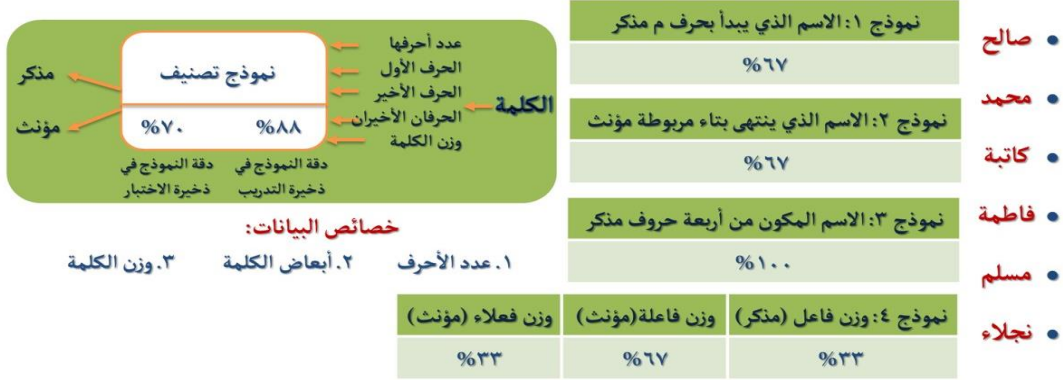 • صالح
• محمد
• كاتبة
• فاطمة
• مسلم
• نجلاء
نموذج ١: الاسم الذي يبدأ بحرف م مذكر
%٦٧
نموذج ٢: الاسم الذي ينتهى بتاء مربوطة مؤنث
%٦٧
نموذج ٣: الاسم المكون من أربعة حروف مذكر
%١٠٠
نموذج ٤: وزن فاعل (مذكر) وزن فاعلة(مؤنث) وزن فعلاء (مؤنث)
%٣٣ %٦٧ %٣٣
الكلمة
عدد أحرفها
الحرف الأول
الحرف الأخير
الحرفان الأخيران
وزن الكلمة
نموذج تصنيف
%٨٨ %٧٠
مذكر
مؤنث
دقة النموذج في دقة النموذج في
ذخيرة التدريب ذخيرة الاختبار
خصائص البيانات:
١. عدد الأحرف ٢. أبعاض الكلمة ٣. وزن الكلمة